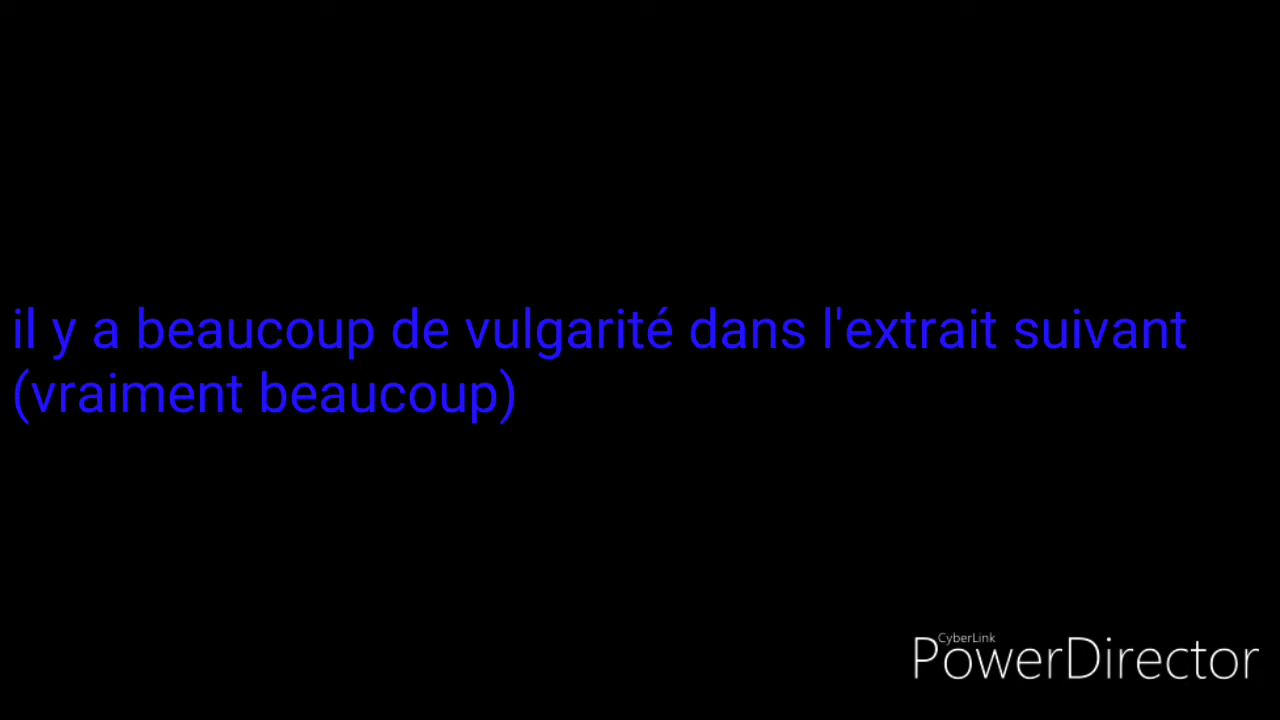 il y a beaucoup de vulgarité dans l'extrait suivant
(vraiment beaucoup)
CyberLink
PowerDirector